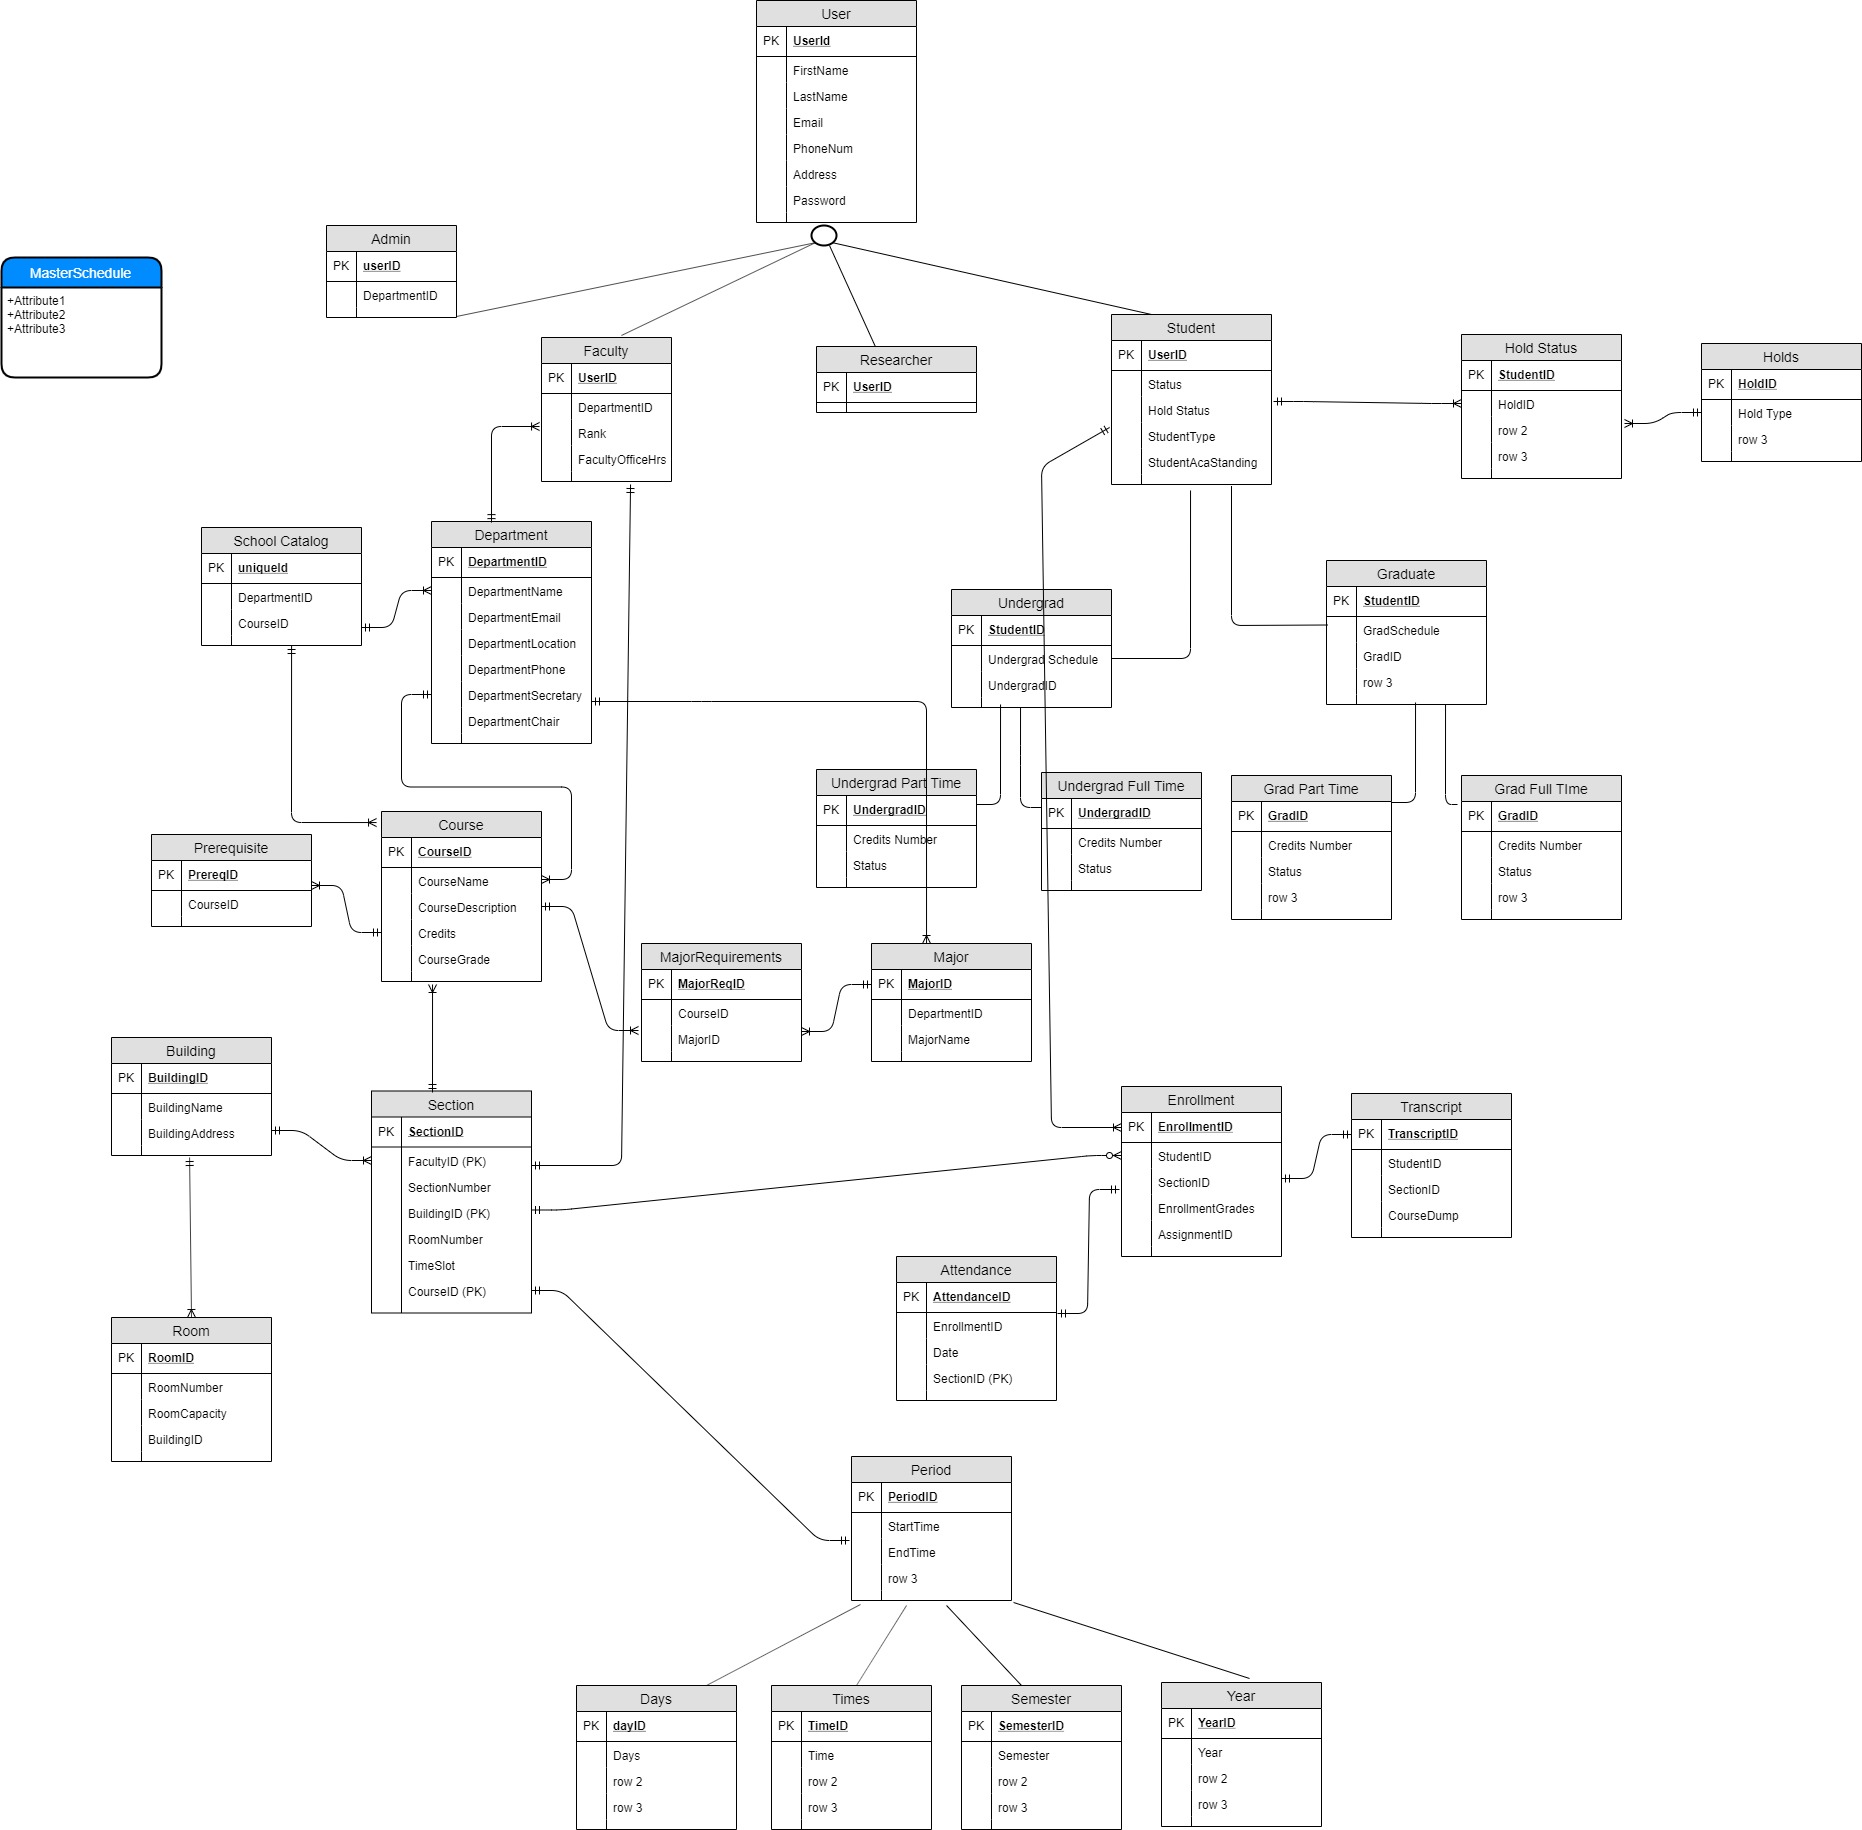 User
PK UserId
FirstName
LastName
Email
PhoneNum
Address
Password
Admin
PK userID
DepartmentID
MasterSchedule
+Attribute1
+Attribute2
+Attribute3
Faculty
PK UserID
DepartmentID
Rank
FacultyOfficeHrs
Researcher
PK UserID
Student
PK UserID
Status
Hold Status
StudentType
StudentAcaStanding
Hold Status
PK StudentID
HoldID
row 2
row 3
Holds
PK HoldID
Hold Type
row 3
School Catalog
PK uniqueId
DepartmentID
CourseID
Department
PK DepartmentID
DepartmentName
DepartmentEmail
DepartmentLocation
DepartmentPhone
DepartmentSecretary
DepartmentChair
Undergrad
PK StudentID
Undergrad Schedule
UndergradID
Graduate
PK StudentID
GradSchedule
GradID
row 3
Undergrad Part Time
PK UndergradID
Credits Number
Status
Undergrad Full Time
PK UndergradID
Credits Number
Status
Grad Part Time
PK GradID
Credits Number
Status
row 3
Grad Full TIme
PK GradID
Credits Number
Status
row 3
Prerequisite
PK PrereqID
CourseID
Course
PK CourseID
CourseName
CourseDescription
Credits
CourseGrade
MajorRequirements
PK MajorReqID
CourseID
MajorID
Major
PK MajorID
DepartmentID
MajorName
Building
PK BuildingID
BuildingName
BuildingAddress
Section
PK SectionID
FacultyID (PK)
SectionNumber
BuildingID (PK)
RoomNumber
TimeSlot
CourseID (PK)
Enrollment
PK EnrollmentID
StudentID
SectionID
EnrollmentGrades
AssignmentID
Transcript
PK TranscriptID
StudentID
SectionID
CourseDump
Attendance
PK AttendanceID
EnrollmentID
Date
SectionID (PK)
Room
PK RoomID
RoomNumber
RoomCapacity
BuildingID
Period
PK PeriodID
StartTime
EndTime
row 3
Days
PK dayID
Days
row 2
row 3
Times
PK TimeID
Time
row 2
row 3
Semester
PK SemesterID
Semester
row 2
row 3
Year
PK YearID
Year
row 2
row 3